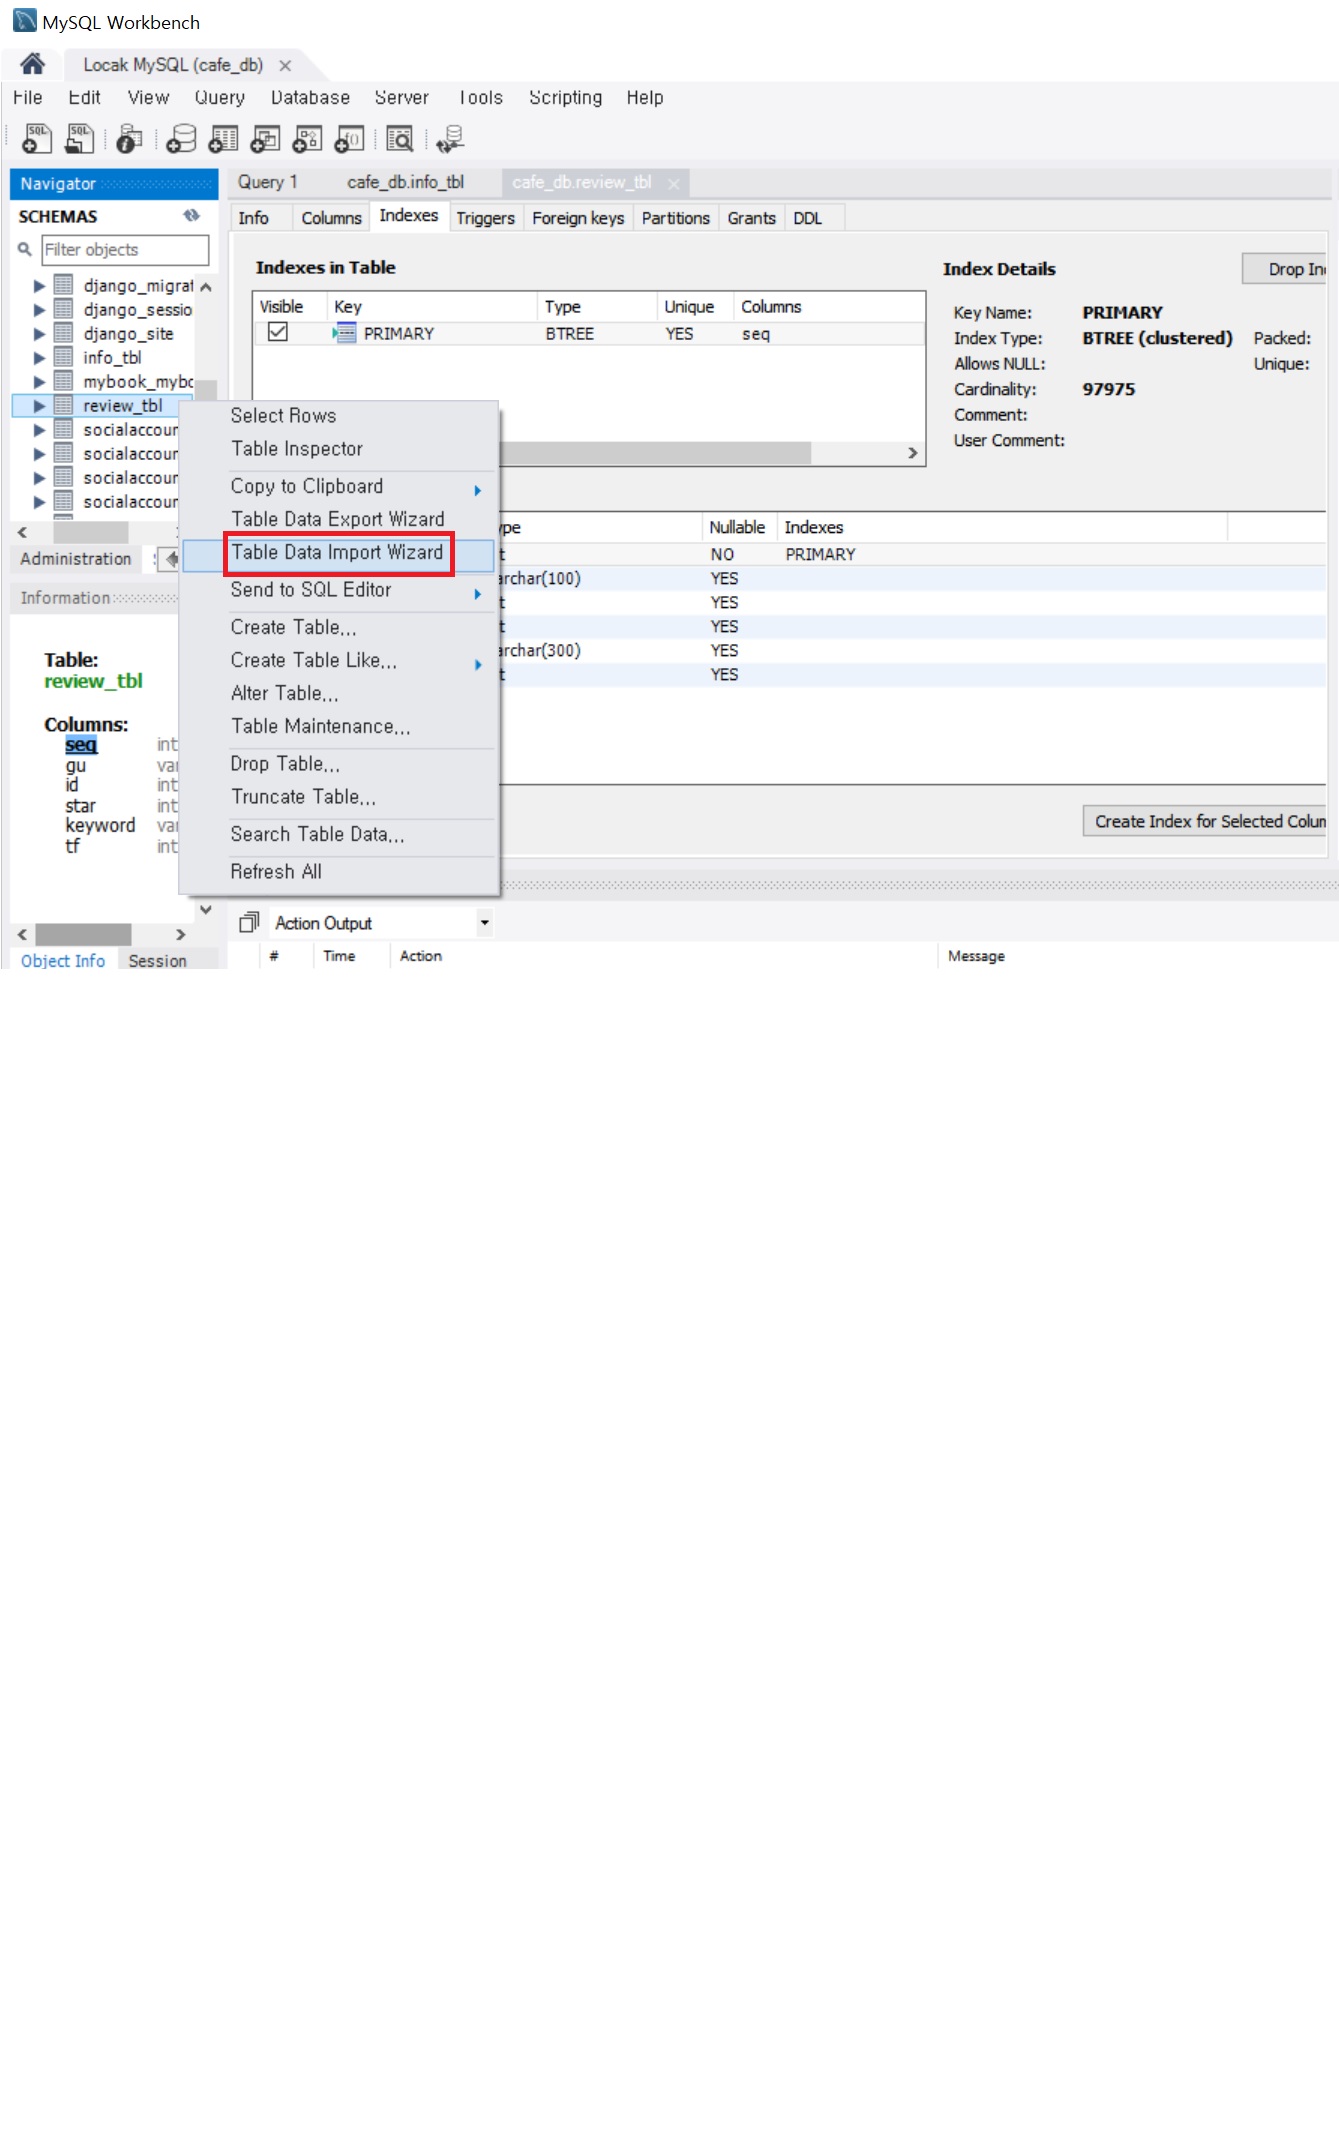 MySQL Workbench
Locak MySQL (cafe_db)
File Edit View Query Database Server Tools Scripting Help
Navigator
Query 1 cafe_db.info_tbl cafe_db.review_tbl
SCHEMAS
Info Columns Indexes Triggers Foreign keys Partitions Grants DDL
Filter objects
Indexes in Table
Index Details
Drop In
Visible Key Type Unique Columns
PRIMARY BTREE YES seq
Key Name: PRIMARY
Index Type: BTREE (clustered) Packed:
Allows NULL: Unique:
Cardinality: 97975
Comment:
User Comment:
django_migrat
django_sessio
django_site
info_tbl
mybook_mybo
review_tbl
socialaccour
socialaccour
socialaccour
socialaccour
Administration
Select Rows
Table Inspector
Copy to Clipboard
Table Data Export Wizard
Table Data Import Wizard
Send to SQL Editor
Create Table...
Create Table Like...
Alter Table...
Table Maintenance...
Drop Table...
Truncate Table...
Search Table Data...
Refresh All
ype Nullable Indexes
t NO PRIMARY
archar(100) YES
t YES
t YES
archar(300) YES
t YES
Create Index for Selected Colum
Information
Table:
review_tbl
Columns:
seq int
gu var
id int
star int
keyword var
tf int
Object Info Session
Action Output
# Time Action Message